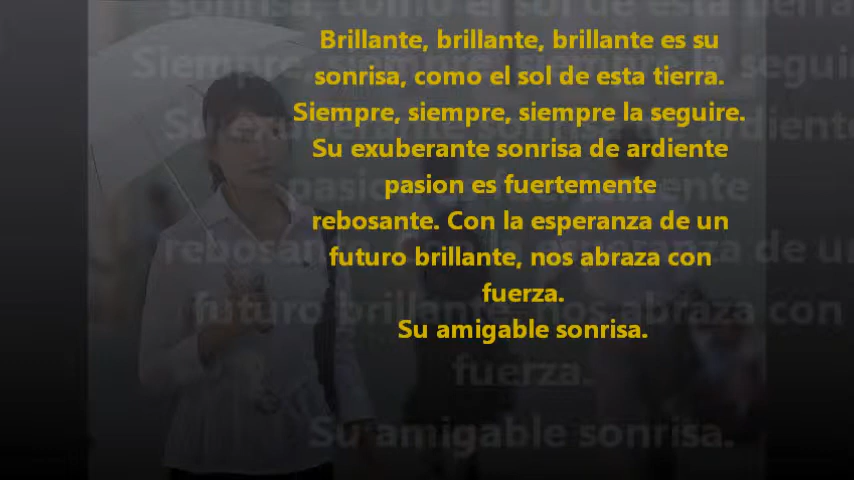 Brillante, brillante, brillante es su
sonrisa, como el sol de esta tierra.
Siempre, siempre, siempre la seguire.
Su exuberante sonrisa de ardiente
pasion es fuertemente
rebosante. Con la esperanza de un
futuro brillante, nos abraza con
fuerza.
Su amigable sonrisa.